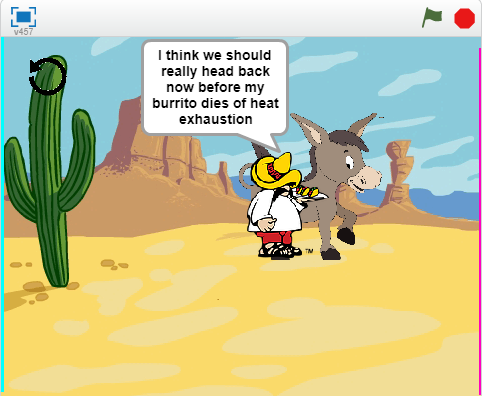 v457
I think we should
really head back
now before my
burrito dies of heat
exhaustion
TM